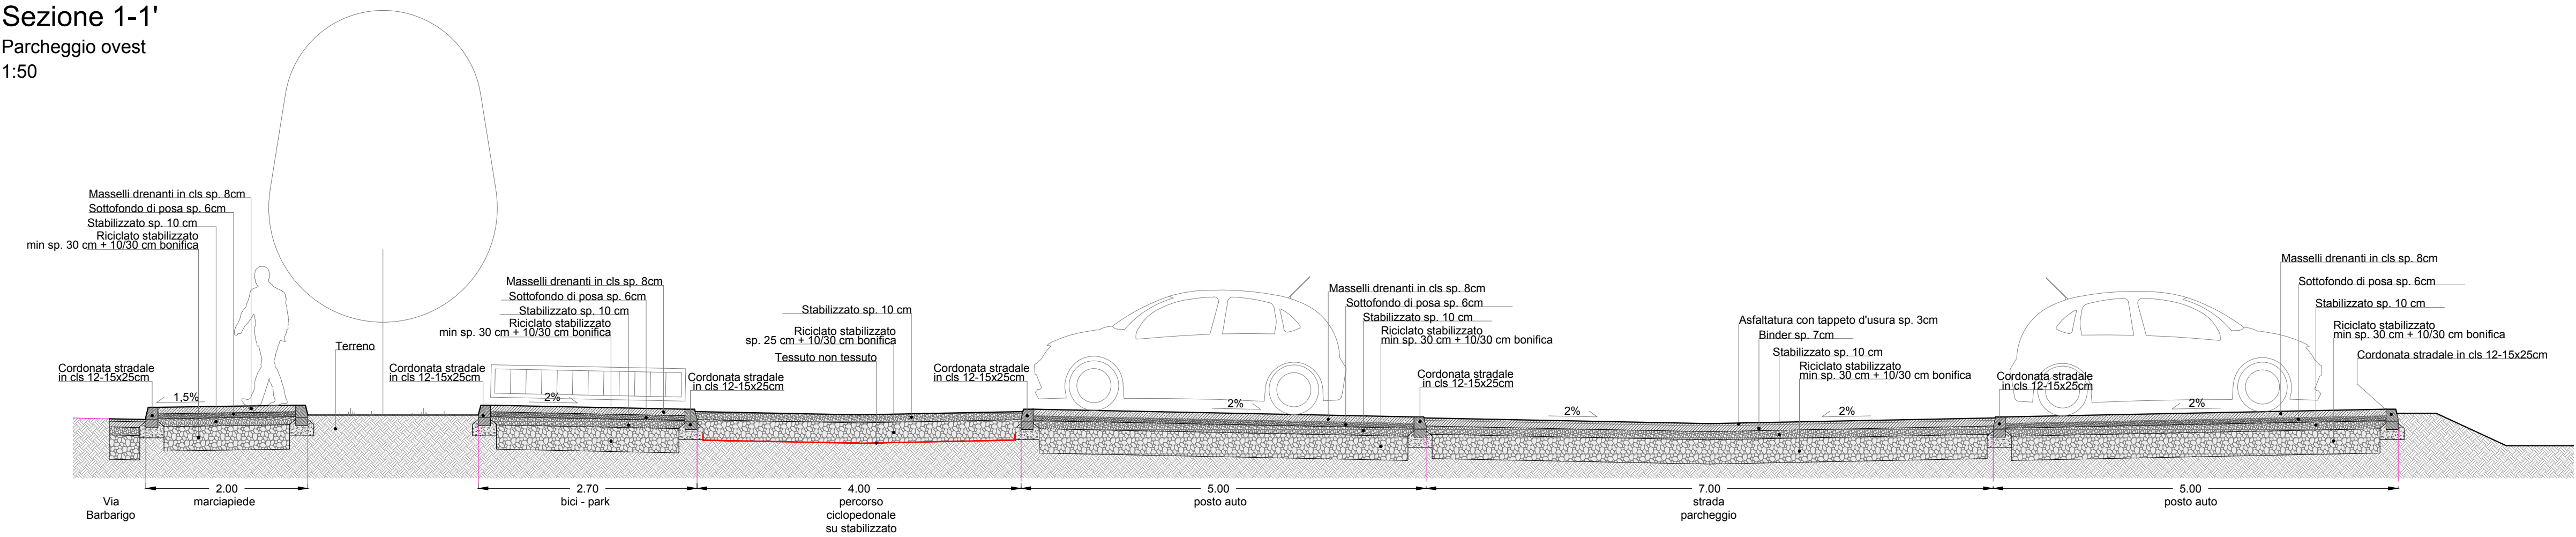 Sezione 1-1'
Parcheggio ovest
1:50
Masselli drenanti in cls sp. 8cm
Sottofondo di posa sp. 6cm
Stabilizzato sp. 10 cm
Riciclato stabilizzato
min sp. 30 cm + 10/30 cm bonifica
Cordonata stradale
in cls 12-15x25cm
1,5%
Terreno
Cordonata stradale
in cls 12-15x25cm
Masselli drenanti in cls sp. 8cm
Sottofondo di posa sp. 6cm
Stabilizzato sp. 10 cm
Riciclato stabilizzato
min sp. 30 cm + 10/30 cm bonifica
2%
Cordonata stradale
in cls 12-15x25cm
Stabilizzato sp. 10 cm
Riciclato stabilizzato
sp. 25 cm + 10/30 cm bonifica
Tessuto non tessuto
Cordonata stradale
in cls 12-15x25cm
2%
Masselli drenanti in cls sp. 8cm
Sottofondo di posa sp. 6cm
Stabilizzato sp. 10 cm
Riciclato stabilizzato
min sp. 30 cm + 10/30 cm bonifica
Cordonata stradale
in cls 12-15x25cm
2%
Asfaltatura con tappeto d'usura sp. 3cm
Binder sp. 7cm
Stabilizzato sp. 10 cm
Riciclato stabilizzato
min sp. 30 cm + 10/30 cm bonifica
2%
Cordonata stradale
in cls 12-15x25cm
2%
Masselli drenanti in cls sp. 8cm
Sottofondo di posa sp. 6cm
Stabilizzato sp. 10 cm
Riciclato stabilizzato
min sp. 30 cm + 10/30 cm bonifica
Cordonata stradale in cls 12-15x25cm
Via
Barbarigo
2.00
marciapiede
2.70
bici - park
4.00
percorso
ciclopedonale
su stabilizzato
5.00
posto auto
7.00
strada
parcheggio
5.00
posto auto